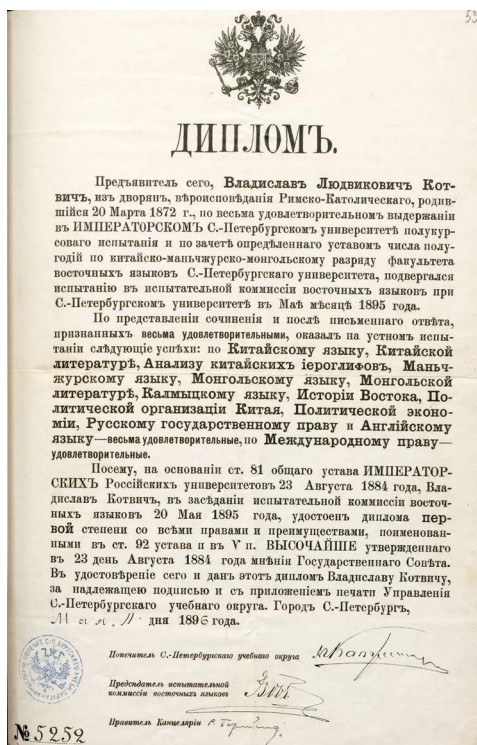 ДИПЛОМЪ.
Предъявитель сего, Владиславъ Людвиковичъ Кот-
вичъ, изъ дворянъ, вѣроисповѣданія Римско-Католическаго, родив-
шійся 20 Марта 1872 г., по весьма удовлетворительномъ выдержаніи
въ ИМПЕРАТОРСКОМЪ С.-Петербургскомъ университетѣ полукур-
соваго испытанія и по зачетѣ опредѣленнаго уставомъ числа полу-
годій по китайско-маньчжурско-монгольскому разряду факультета
восточныхъ языковъ С.-Петербургскаго университета, подвергался
испытанію въ испытательной коммиссіи восточныхъ языковъ при
С.-Петербургскомъ университетѣ въ Маѣ мѣсяцѣ 1895 года.
По представленіи сочиненія и послѣ письменнаго отвѣта,
признанныхъ весьма удовлетворительными, оказалъ на устномъ испы-
таніи слѣдующіе успѣхи: по Китайскому языку, Китайской
литературѣ, Анализу китайскихъ іероглифовъ, Мань-
чжурскому языку, Монгольскому языку, Монгольской
литературѣ, Калмыцкому языку, Исторіи Востока, По-
литической организаціи Китая, Политической эконо-
міи, Русскому государственному праву и Англійскому
языку—весьма удовлетворительные, по Международному праву—
удовлетворительные.
Посему, на основаніи ст. 81 общаго устава ИМПЕРАТОР-
СКИХЪ Россійскихъ университетовъ 23 Августа 1884 года, Вла-
диславъ Котвичъ, въ засѣданіи испытательной коммиссіи восточ-
ныхъ языковъ 20 Мая 1895 года, удостоенъ диплома пер-
вой степени со всѣми правами и преимуществами, поименован-
ными въ ст. 92 устава и въ V п. ВЫСОЧАЙШЕ утвержденнаго
въ 23 день Августа 1884 года мнѣнія Государственнаго Совѣта.
Въ удостовѣреніе сего и данъ этотъ дипломъ Владиславу Котвичу,
за надлежащею подписью и съ приложеніемъ печати Управленія
С.-Петербургскаго учебнаго округа. Городъ С.-Петербургъ,
Мая дня 1896 года.
Попечитель С.-Петербургскаго учебнаго округа
Предсѣдатель испытательной
коммиссіи восточныхъ языковъ
Правитель Канцеляріи
№ 5252